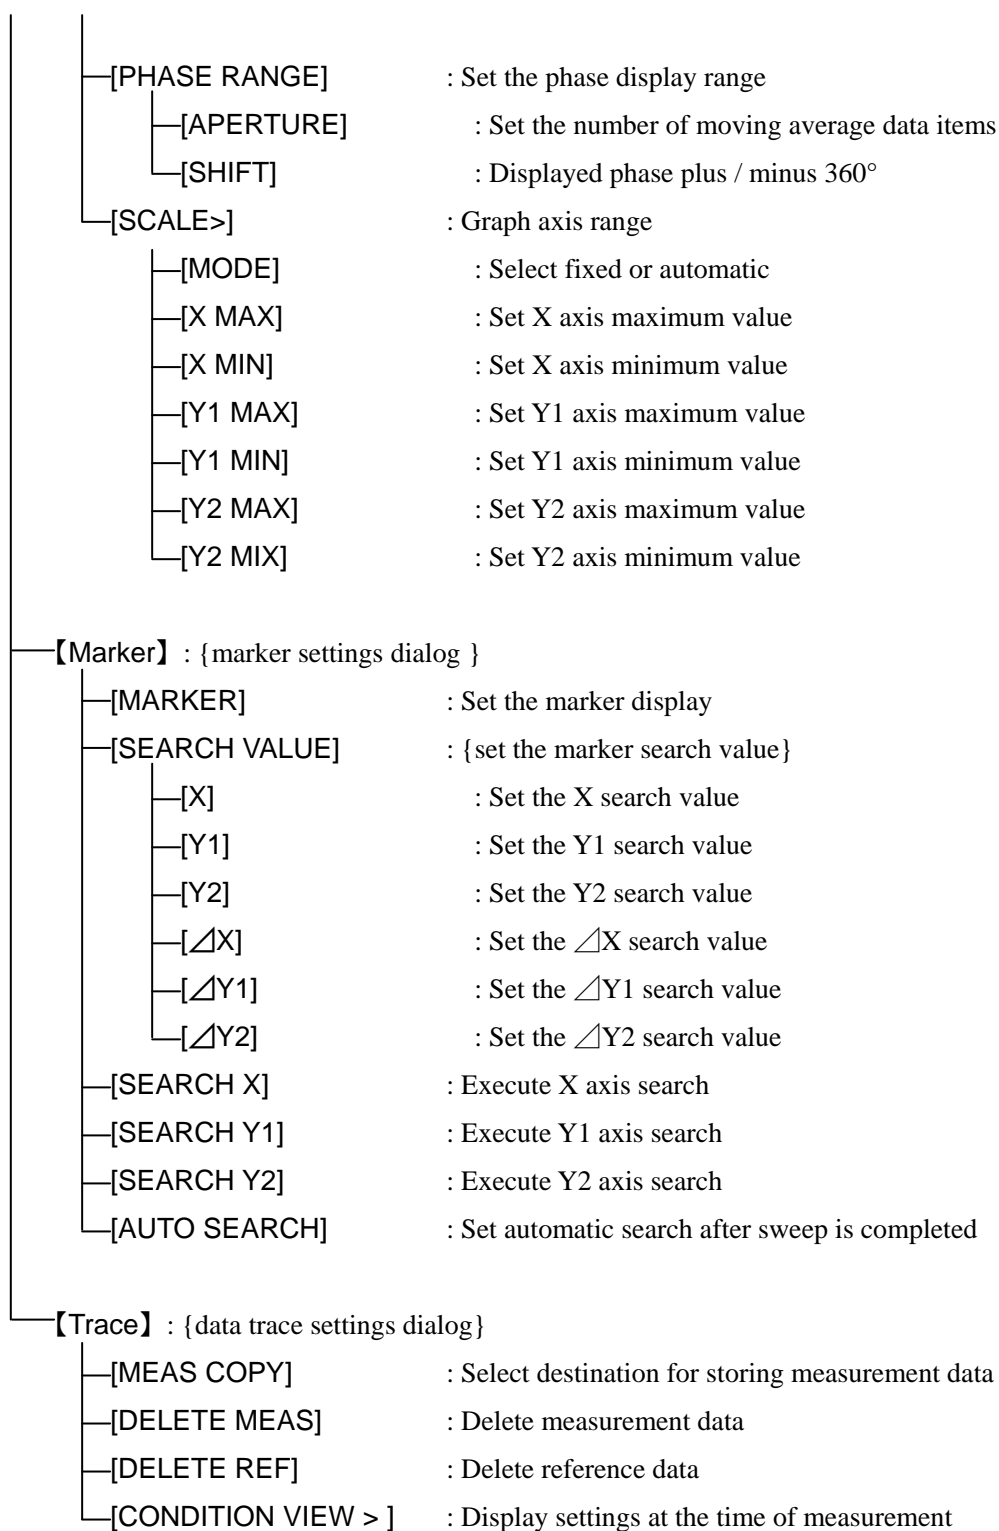 [PHASE RANGE] : Set the phase display range
[APERTURE] : Set the number of moving average data items
[SHIFT] : Displayed phase plus / minus 360°
[SCALE>] : Graph axis range
[MODE] : Select fixed or automatic
[X MAX] : Set X axis maximum value
[X MIN] : Set X axis minimum value
[Y1 MAX] : Set Y1 axis maximum value
[Y1 MIN] : Set Y1 axis minimum value
[Y2 MAX] : Set Y2 axis maximum value
[Y2 MIX] : Set Y2 axis minimum value
【Marker】 : {marker settings dialog }
[MARKER] : Set the marker display
[SEARCH VALUE] : {set the marker search value}
[X] : Set the X search value
[Y1] : Set the Y1 search value
[Y2] : Set the Y2 search value
[⊿X] : Set the ⊿X search value
[⊿Y1] : Set the ⊿Y1 search value
[⊿Y2] : Set the ⊿Y2 search value
[SEARCH X] : Execute X axis search
[SEARCH Y1] : Execute Y1 axis search
[SEARCH Y2] : Execute Y2 axis search
[AUTO SEARCH] : Set automatic search after sweep is completed
【Trace】 : {data trace settings dialog}
[MEAS COPY] : Select destination for storing measurement data
[DELETE MEAS] : Delete measurement data
[DELETE REF] : Delete reference data
[CONDITION VIEW > ] : Display settings at the time of measurement